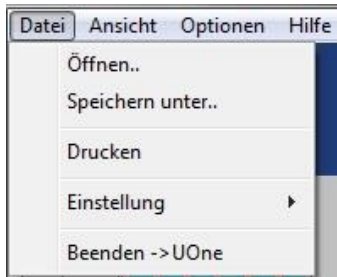 Datei Ansicht Optionen Hilfe
Öffnen..
Speichern unter..
Drucken
Einstellung
Beenden ->UOne